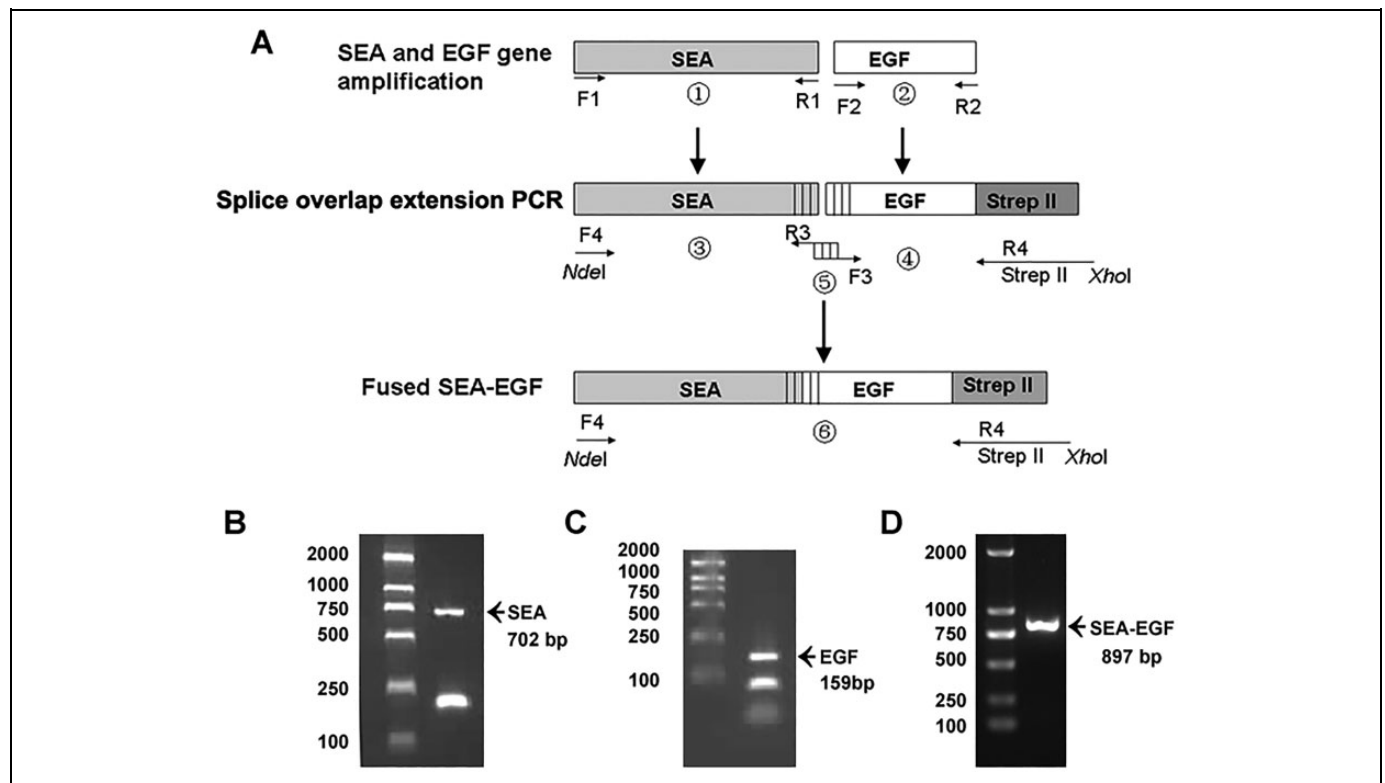 A
SEA and EGF gene
amplification
SEA
EGF
F1
①
R1
F2
②
R2
Splice overlap extension PCR
SEA
EGF
Strep II
F4
NdeI
③
R3
⑤
F3
④
R4
Strep II
XhoI
Fused SEA-EGF
SEA
EGF
Strep II
F4
NdeI
⑥
R4
Strep II
XhoI
B
2000
1000
750
500
250
100
SEA
702 bp
C
2000
1000
750
500
250
100
EGF
159bp
D
2000
1000
750
500
250
100
SEA-EGF
897 bp